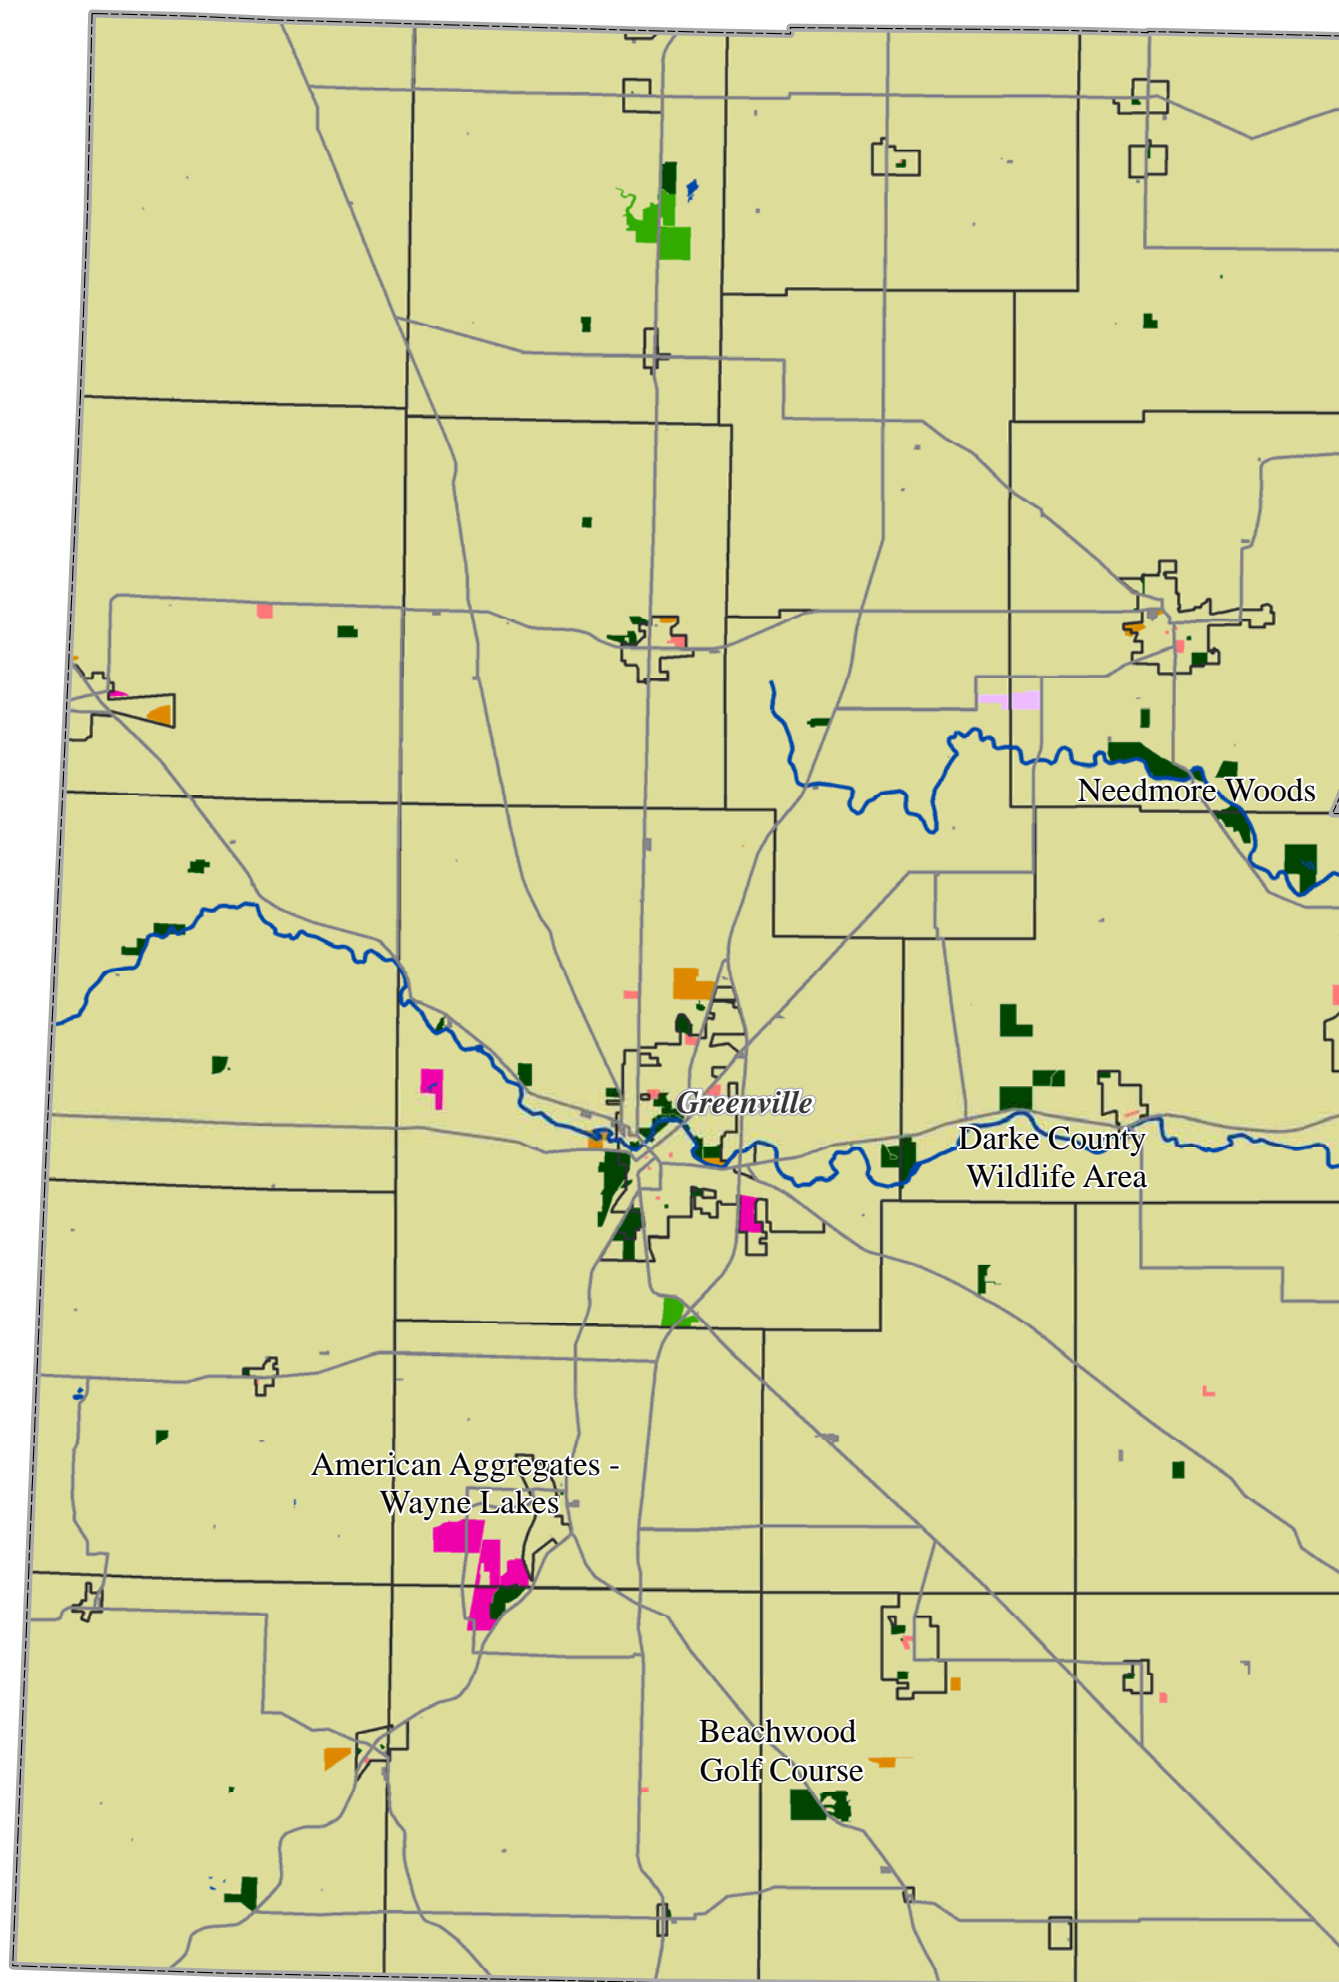 Needmore Woods
Greenville
Darke County
Wildlife Area
American Aggregates -
Wayne Lakes
Beachwood
Golf Course